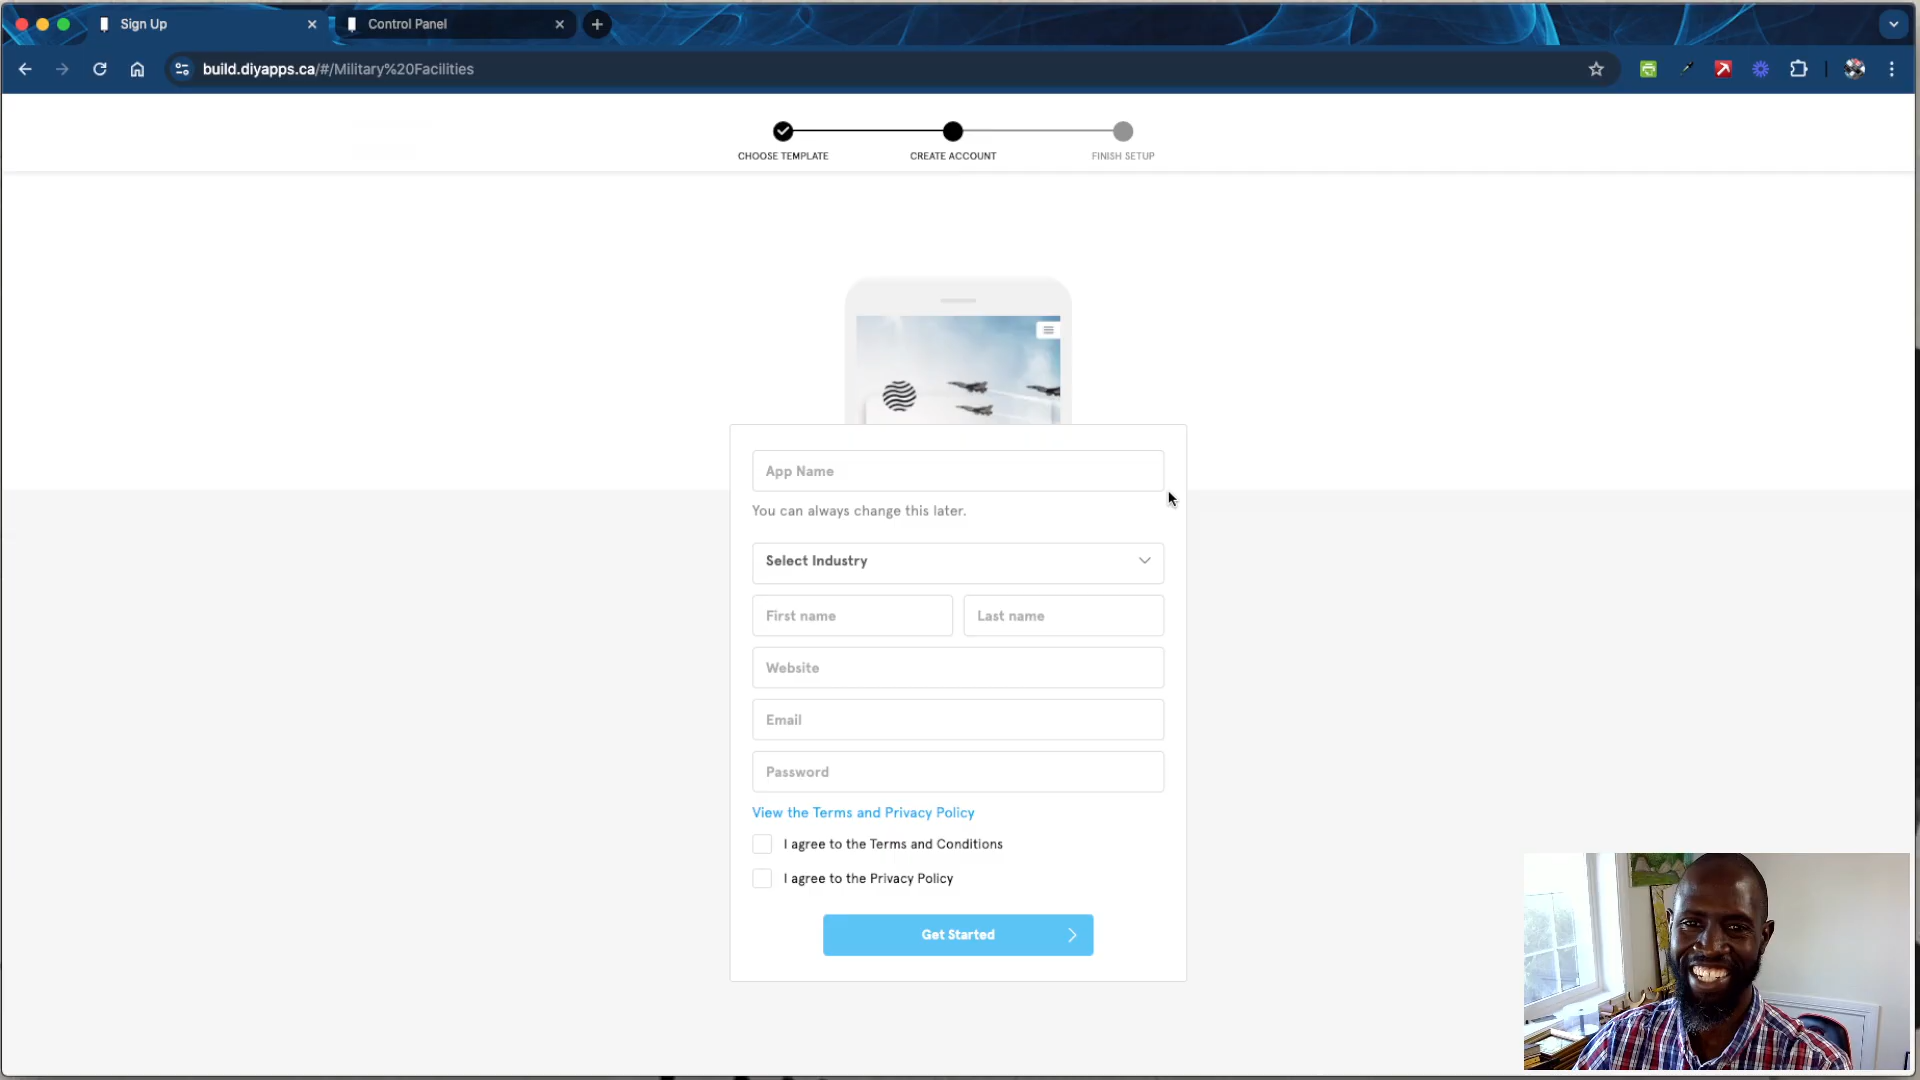 Sign Up
Control Panel
build.diyapps.ca/#/Military%20Facilities
CHOOSE TEMPLATE
CREATE ACCOUNT
FINISH SETUP
App Name
You can always change this later.
Select Industry
First name
Last name
Website
Email
Password
View the Terms and Privacy Policy
I agree to the Terms and Conditions
I agree to the Privacy Policy
Get Started